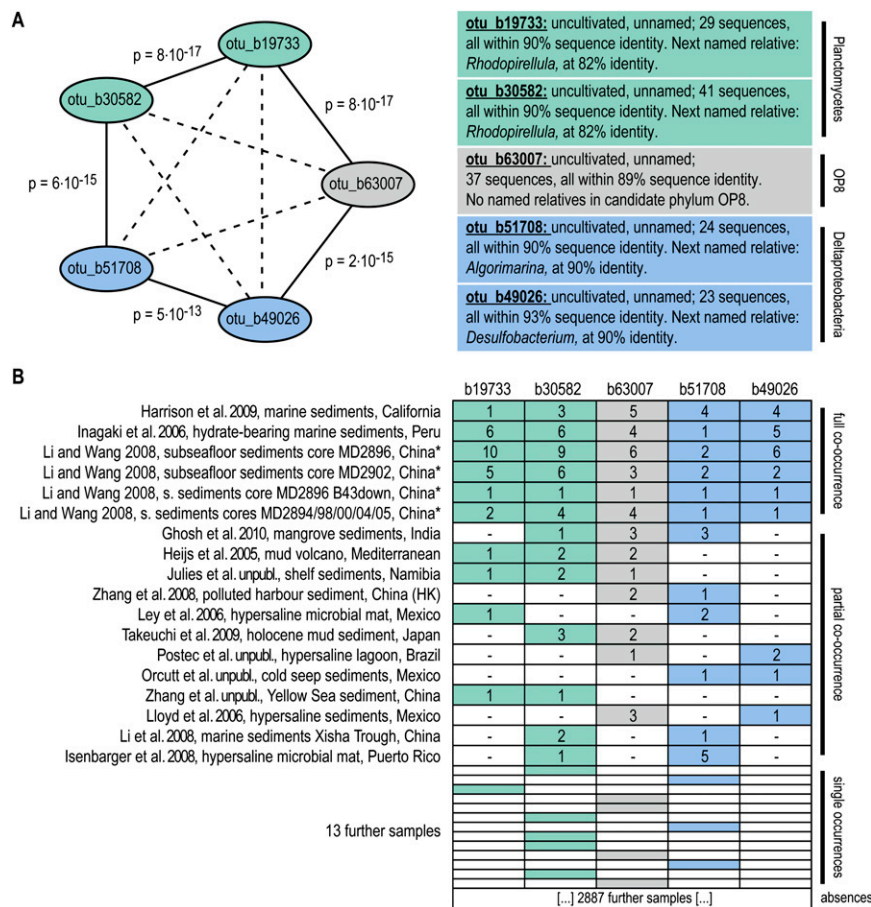 A
otu_b19733
p = 8·10-17
otu_b30582
p = 8·10-17
otu_b63007
p = 6·10-15
otu_b51708
p = 2·10-15
otu_b49026
p = 5·10-13
otu_b19733: uncultivated, unnamed; 29 sequences,
all within 90% sequence identity. Next named relative:
Rhodopirellula, at 82% identity.
otu_b30582: uncultivated, unnamed; 41 sequences,
all within 90% sequence identity. Next named relative:
Rhodopirellula, at 82% identity.
Planctomycetes
otu_b63007: uncultivated, unnamed;
37 sequences, all within 89% sequence identity.
No named relatives in candidate phylum OP8.
OP8
otu_b51708: uncultivated, unnamed; 24 sequences,
all within 90% sequence identity. Next named relative:
Algorimarina, at 90% identity.
otu_b49026: uncultivated, unnamed; 23 sequences,
all within 93% sequence identity. Next named relative:
Desulfobacterium, at 90% identity.
Deltaproteobacteria
B
b19733 b30582 b63007 b51708 b49026
Harrison et al. 2009, marine sediments, California 1 3 5 4 4
Inagaki et al. 2006, hydrate-bearing marine sediments, Peru 6 6 4 1 5
Li and Wang 2008, subseafloor sediments core MD2896, China* 10 9 6 2 6
Li and Wang 2008, subseafloor sediments core MD2902, China* 5 6 3 2 2
Li and Wang 2008, s. sediments core MD2896 B43down, China* 1 1 1 1 1
Li and Wang 2008, s. sediments cores MD2894/98/00/04/05, China* 2 4 4 1 1
full co-occurrence
Ghosh et al. 2010, mangrove sediments, India - 1 3 3 -
Heijs et al. 2005, mud volcano, Mediterranean 1 2 2 - -
Julies et al. unpubl., shelf sediments, Namibia 1 2 1 - -
Zhang et al. 2008, polluted harbour sediment, China (HK) - - 2 1 -
Ley et al. 2006, hypersaline microbial mat, Mexico 1 - - 2 -
Takeuchi et al. 2009, holocene mud sediment, Japan - 3 2 - -
Postec et al. unpubl., hypersaline lagoon, Brazil - - 1 - 2
Orcutt et al. unpubl., cold seep sediments, Mexico - - - 1 1
Zhang et al. unpubl., Yellow Sea sediment, China 1 1 - - -
Lloyd et al. 2006, hypersaline sediments, Mexico - - 3 - 1
Li et al. 2008, marine sediments Xisha Trough, China - 2 - 1 -
Isenbarger et al. 2008, hypersaline microbial mat, Puerto Rico - 1 - 5 -
partial co-occurrence
13 further samples
single occurrences
[...] 2887 further samples [...]
absences